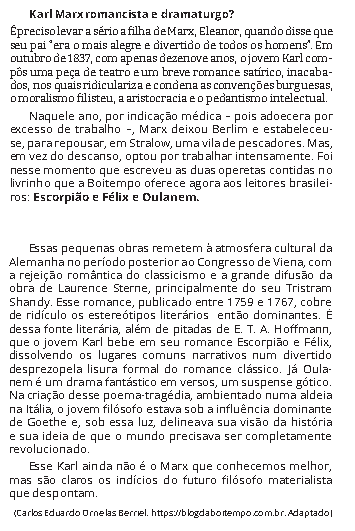 Karl Marx romancista e dramaturgo?
É preciso levar a sério a filha de Marx, Eleanor, quando disse que
seu pai “era o mais alegre e divertido de todos os homens”. Em
outubro de 1837, com apenas dezenove anos, o jovem Karl com-
pôs uma peça de teatro e um breve romance satírico, inacaba-
dos, nos quais ridiculariza e condena as convenções burguesas,
o moralismo filisteu, a aristocracia e o pedantismo intelectual.
Naquele ano, por indicação médica – pois adoecera por
excesso de trabalho –, Marx deixou Berlim e estabeleceu-
se, para repousar, em Stralow, uma vila de pescadores. Mas,
em vez do descanso, optou por trabalhar intensamente. Foi
nesse momento que escreveu as duas operetas contidas no
livrinho que a Boitempo oferece agora aos leitores brasilei-
ros: Escorpião e Félix e Oulanem.
Essas pequenas obras remetem à atmosfera cultural da
Alemanha no período posterior ao Congresso de Viena, com
a rejeição romântica do classicismo e a grande difusão da
obra de Laurence Sterne, principalmente do seu Tristram
Shandy. Esse romance, publicado entre 1759 e 1767, cobre
de ridículo os estereótipos literários então dominantes. É
dessa fonte literária, além de pitadas de E. T. A. Hoffmann,
que o jovem Karl bebe em seu romance Escorpião e Félix,
dissolvendo os lugares comuns narrativos num divertido
desprezopela lisura formal do romance clássico. Já Oula-
nem é um drama fantástico em versos, um suspense gótico.
Na criação desse poema-tragédia, ambientado numa aldeia
na Itália, o jovem filósofo estava sob a influência dominante
de Goethe e, sob essa luz, delineava sua visão da história
e sua ideia de que o mundo precisava ser completamente
revolucionado.
Esse Karl ainda não é o Marx que conhecemos melhor,
mas são claros os indícios do futuro filósofo materialista
que despontam.
(Carlos Eduardo Ornelas Berriel. https://blogdaboitempo.com.br. Adaptado)